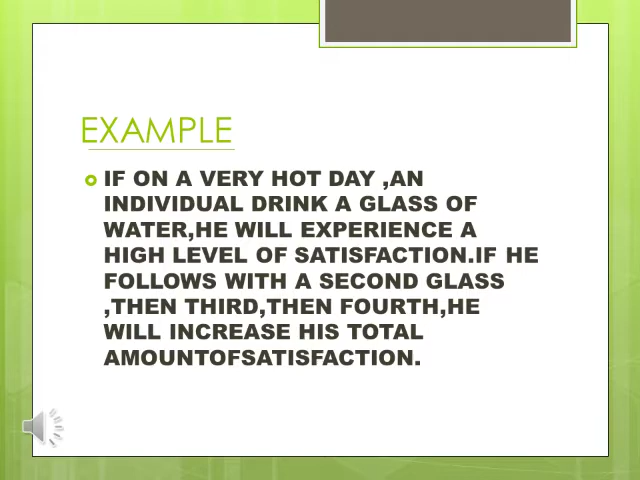 EXAMPLE
IF ON A VERY HOT DAY ,AN
INDIVIDUAL DRINK A GLASS OF
WATER,HE WILL EXPERIENCE A
HIGH LEVEL OF SATISFACTION.IF HE
FOLLOWS WITH A SECOND GLASS
,THEN THIRD,THEN FOURTH,HE
WILL INCREASE HIS TOTAL
AMOUNTOFSATISFACTION.